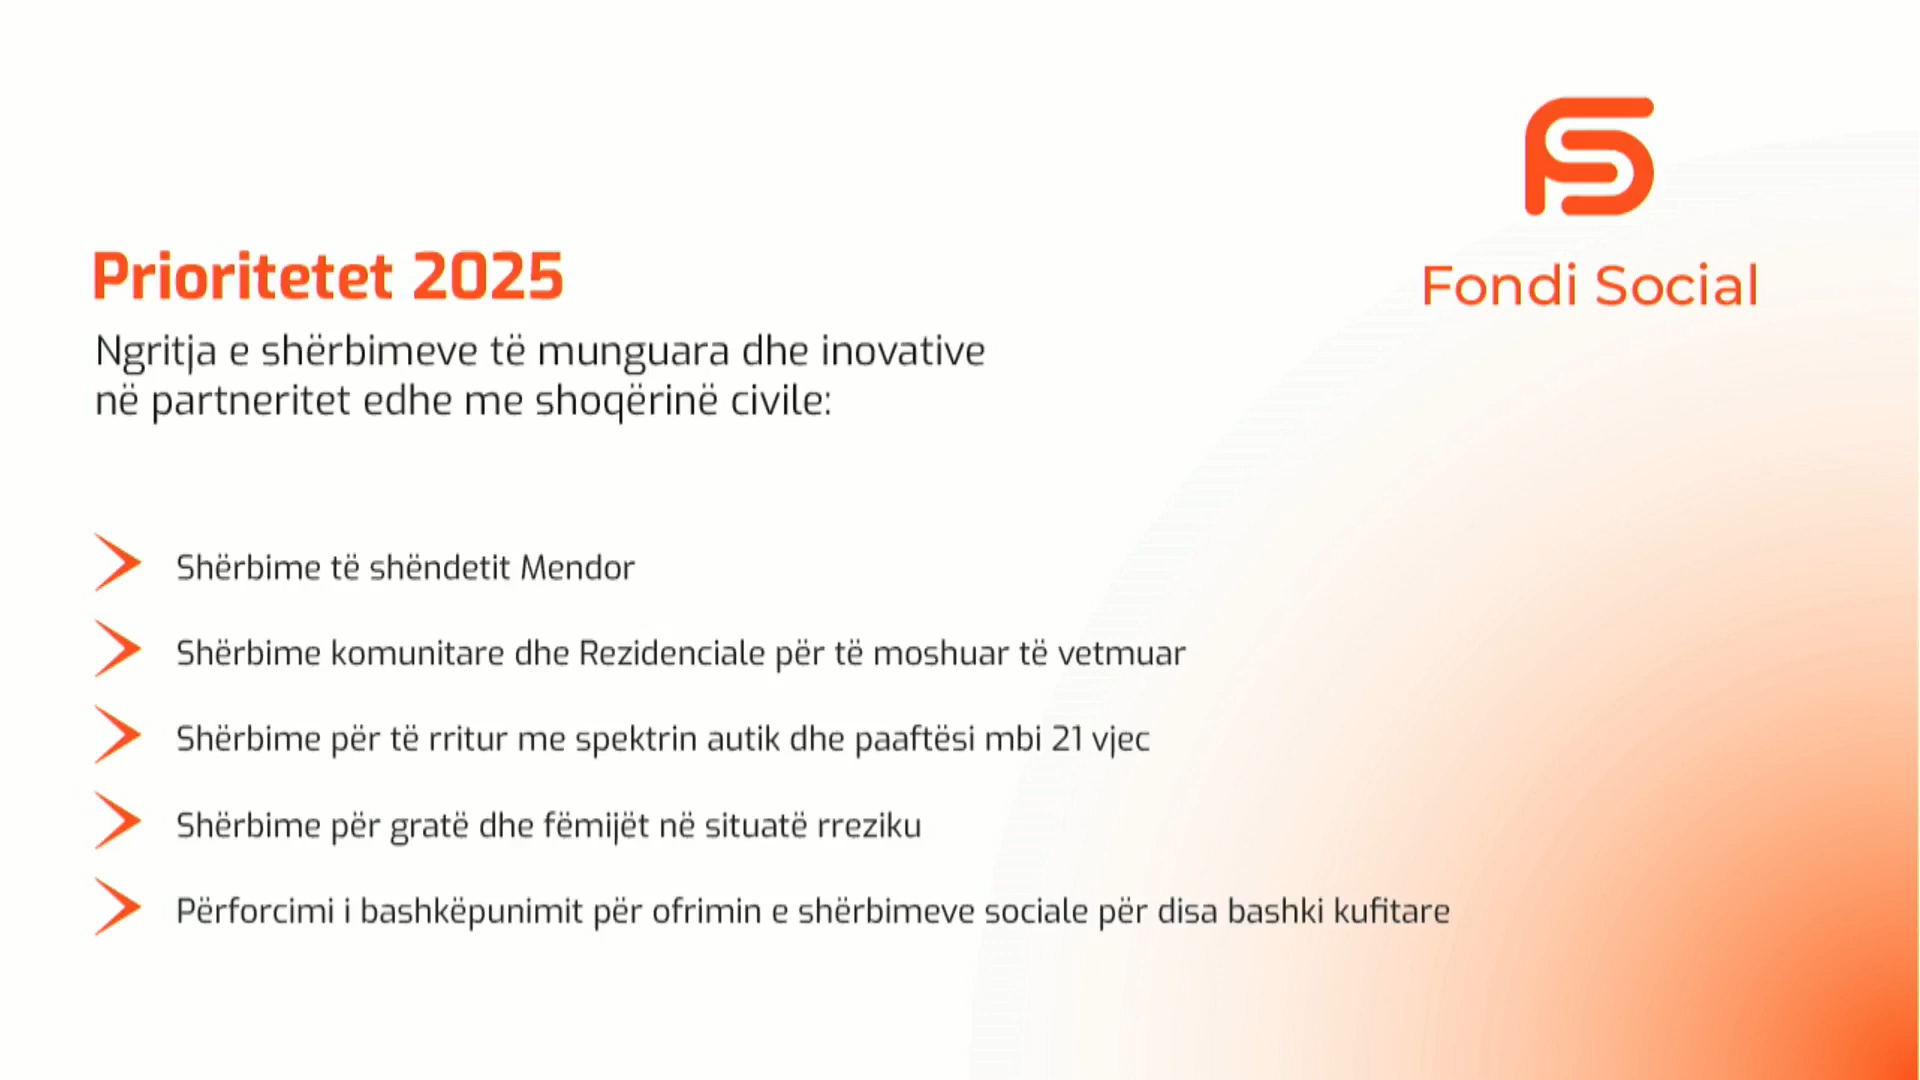 Fondi Social
Prioritetet 2025
Ngritja e shërbimeve të munguara dhe inovative
në partneritet edhe me shoqërinë civile:
Shërbime të shëndetit Mendor
Shërbime komunitare dhe Rezidenciale për të moshuar të vetmuar
Shërbime për të rritur me spektrin autik dhe paaftësi mbi 21 vjec
Shërbime për gratë dhe fëmijët në situatë rreziku
Përforcimi i bashkëpunimit për ofrimin e shërbimeve sociale për disa bashki kufitare